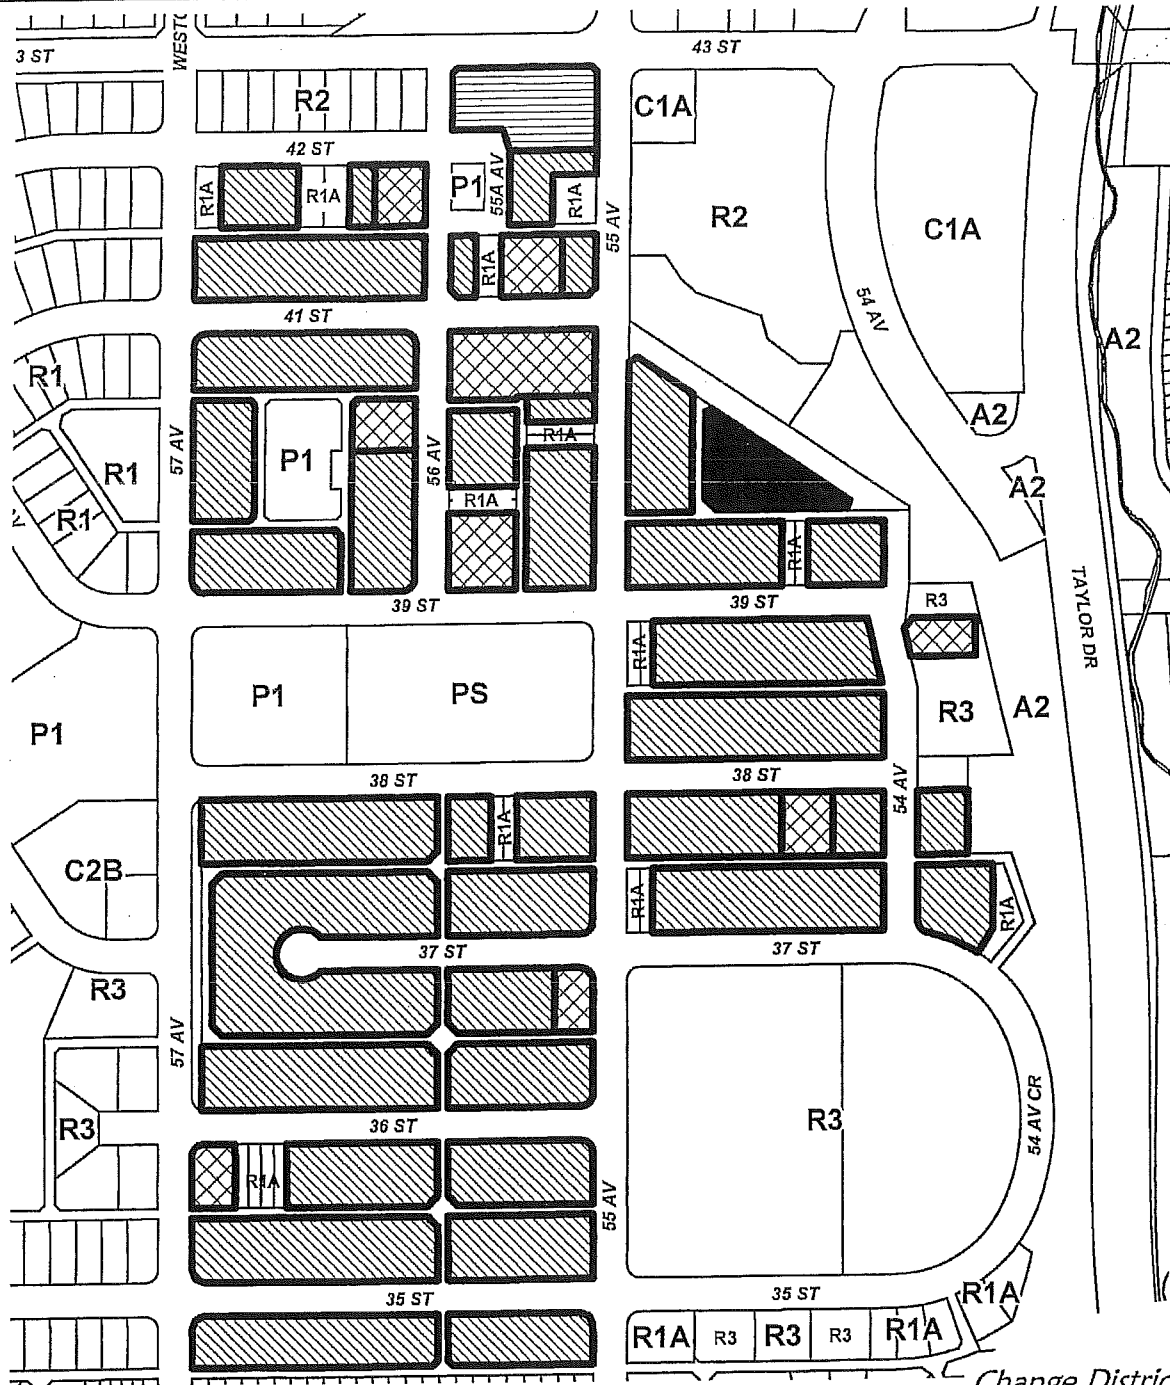 3 ST
43 ST
R2
C1A
42 ST
R1A
R1A
P1
55A AV
R1A
R2
C1A
55 AV
R1A
41 ST
54 AV
A2
R1
A2
57 AV
R1
P1
56 AV
R1A
R1A
A2
R1
R1A
39 ST
39 ST
R3
TAYLOR DR
R1A
P1
PS
R3
A2
P1
38 ST
38 ST
54 AV
R1A
C2B
R1A
R1A
37 ST
37 ST
R3
57 AV
R3
R3
54 AV CR
36 ST
R1A
55 AV
35 ST
35 ST
R1A
R1A
R3
R3
R3
R1A
Change Distric